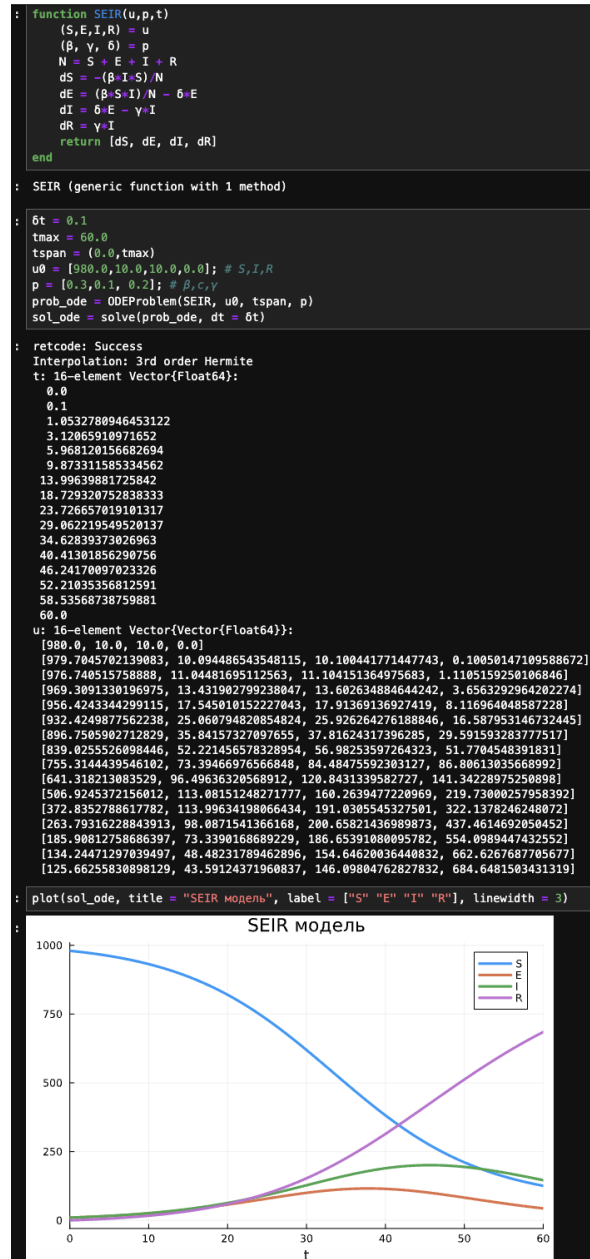 : function SEIR(u,p,t)
(S,E,I,R) = u
(β, γ, δ) = p
N = S + E + I + R
dS = -(β*I*S)/N
dE = (β*S*I)/N - δ*E
dI = δ*E - γ*I
dR = γ*I
return [dS, dE, dI, dR]
end
: SEIR (generic function with 1 method)
: δt = 0.1
tmax = 60.0
tspan = (0.0,tmax)
u0 = [980.0,10.0,10.0,0.0]; # S,I,R
p = [0.3,0.1, 0.2]; # β,c,γ
prob_ode = ODEProblem(SEIR, u0, tspan, p)
sol_ode = solve(prob_ode, dt = δt)
: retcode: Success
Interpolation: 3rd order Hermite
t: 16-element Vector{Float64}:
0.0
0.1
1.0532780946453122
3.12065910971652
5.968120156682694
9.873311585334562
13.99639881725842
18.729320752838333
23.726657019101317
29.062219549520137
34.62839373026963
40.41301856290756
46.24170097023326
52.21035356812591
58.53568738759881
60.0
u: 16-element Vector{Vector{Float64}}:
[980.0, 10.0, 10.0, 0.0]
[979.7045702139083, 10.094486543548115, 10.100441771447743, 0.10050147109588672]
[976.740515758888, 11.04481695112563, 11.104151364975683, 1.1105159250106846]
[969.3091330196975, 13.431902799238047, 13.602634884644242, 3.6563292964202274]
[956.4243344299115, 17.545010152227043, 17.91369136927419, 8.116964048587228]
[932.4249877562238, 25.060794820854824, 25.926264276188846, 16.587953146732445]
[896.7505902712829, 35.84157327097655, 37.81624317396285, 29.591593283777517]
[839.0255526098446, 52.221456578328954, 56.98253597264323, 51.7704548391831]
[755.3144439546102, 73.39466976566848, 84.48475592303127, 86.80613035668992]
[641.318213083529, 96.49636320568912, 120.8431339582727, 141.34228975250898]
[506.9245372156012, 113.08151248271777, 160.2639477220969, 219.73000257958392]
[372.8352788617782, 113.99634198066434, 191.0305545327501, 322.1378246248072]
[263.79316228843913, 98.0871541366168, 200.65821436989873, 437.4614692050452]
[185.90812758686397, 73.3390168689229, 186.65391080095782, 554.0989447432552]
[134.24471297039497, 48.48231789462896, 154.64620036440832, 662.6267687705677]
[125.66255830898129, 43.59124371960837, 146.09804762827832, 684.6481503431319]
: plot(sol_ode, title = "SEIR модель", label = ["S" "E" "I" "R"], linewidth = 3)
:
SEIR модель
1000
750
500
250
0
S
E
I
R
0 10 20 30 40 50 60
t